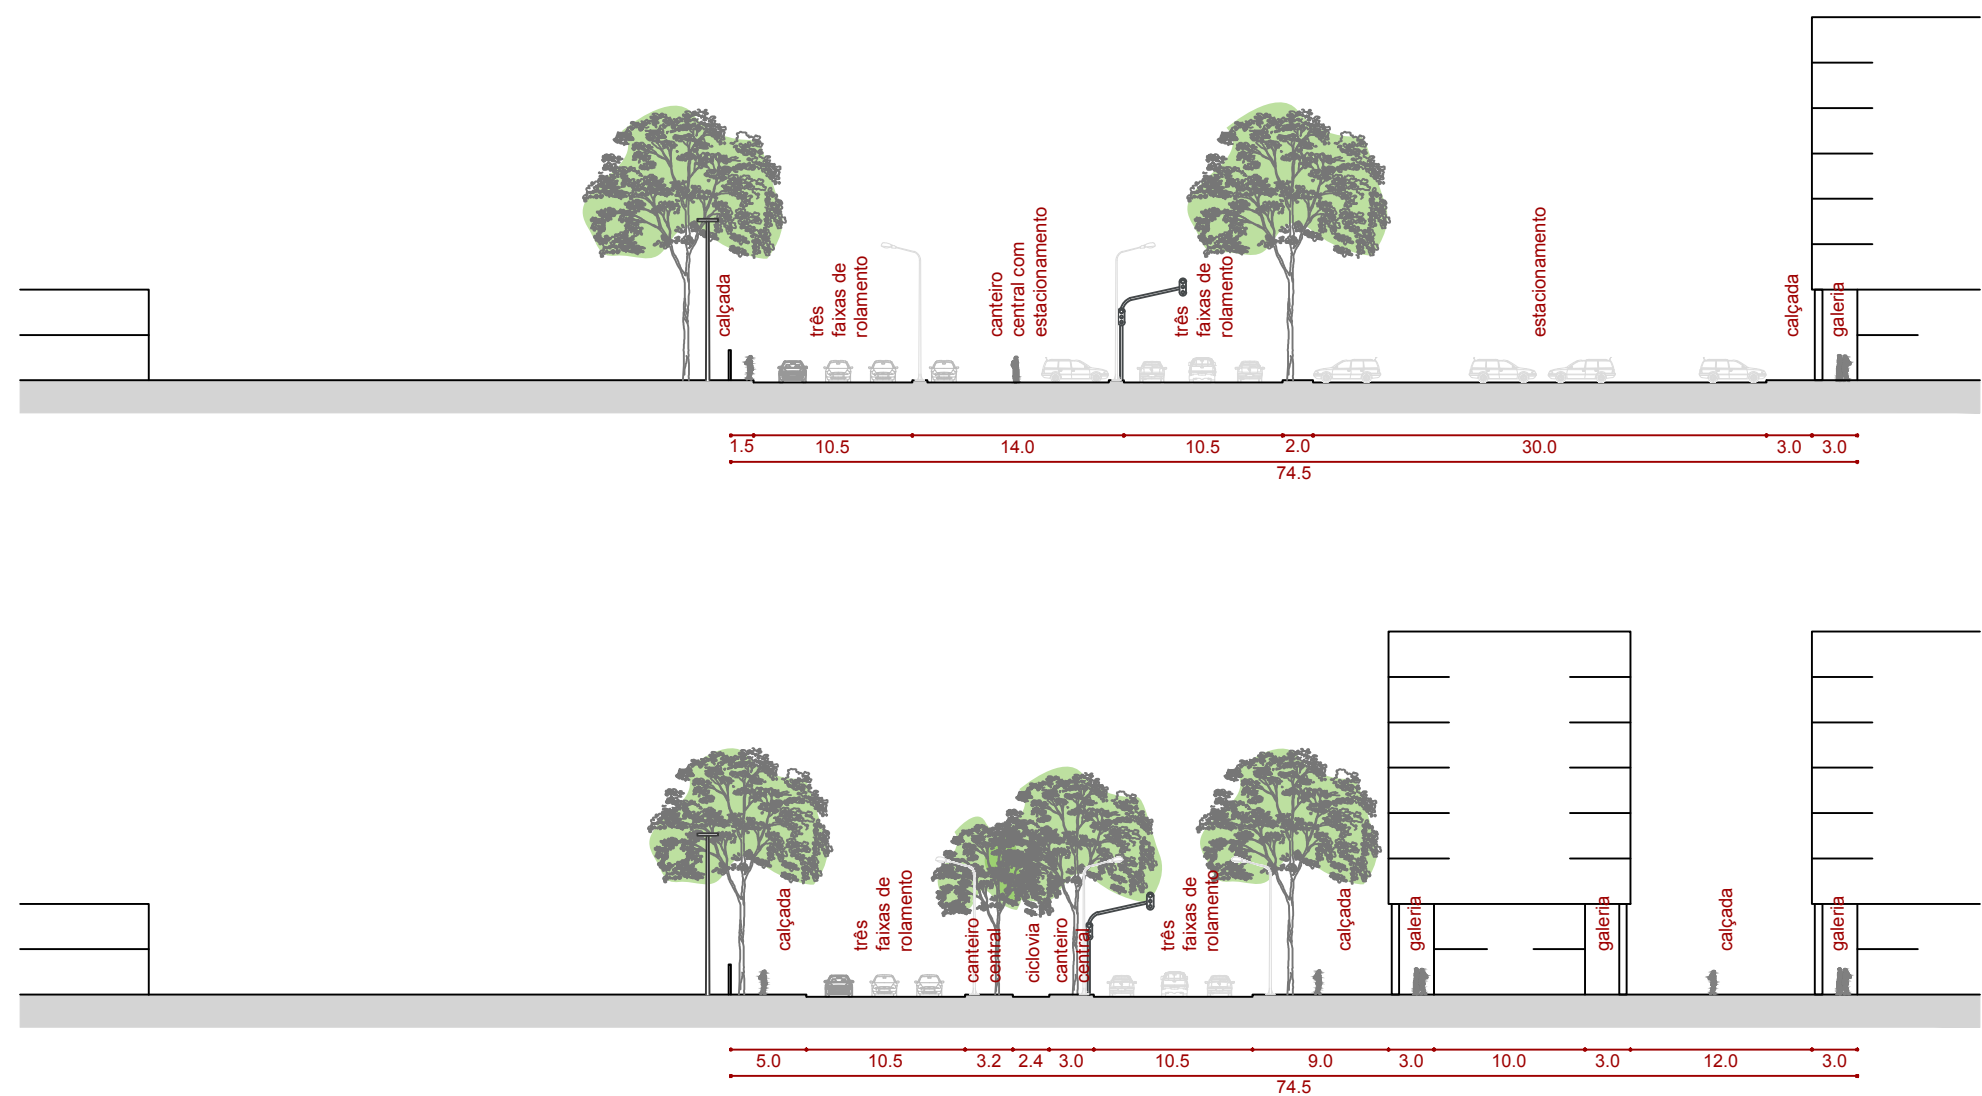 calçada
três
faixas de
rolamento
canteiro
central com
estacionamento
três
faixas de
rolamento
estacionamento
calçada
galeria
1.5
10.5
14.0
10.5
2.0
30.0
3.0
3.0
74.5
calçada
três
faixas de
rolamento
canteiro
central
ciclovia
canteiro
central
três
faixas de
rolamento
calçada
galeria
galeria
calçada
galeria
5.0
10.5
3.2
2.4
3.0
10.5
9.0
3.0
10.0
3.0
12.0
3.0
74.5